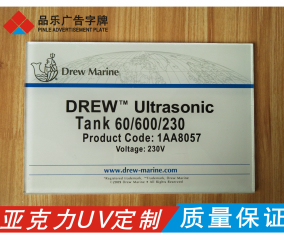 品乐广告字牌
PINLE ADVERTISEMENT PLATE
Drew Marine
DREW™ Ultrasonic
Tank 60/600/230
Product Code: 1AA8057
Voltage: 230V
www.drew-marine.com
亚克力UV定制
质量保证